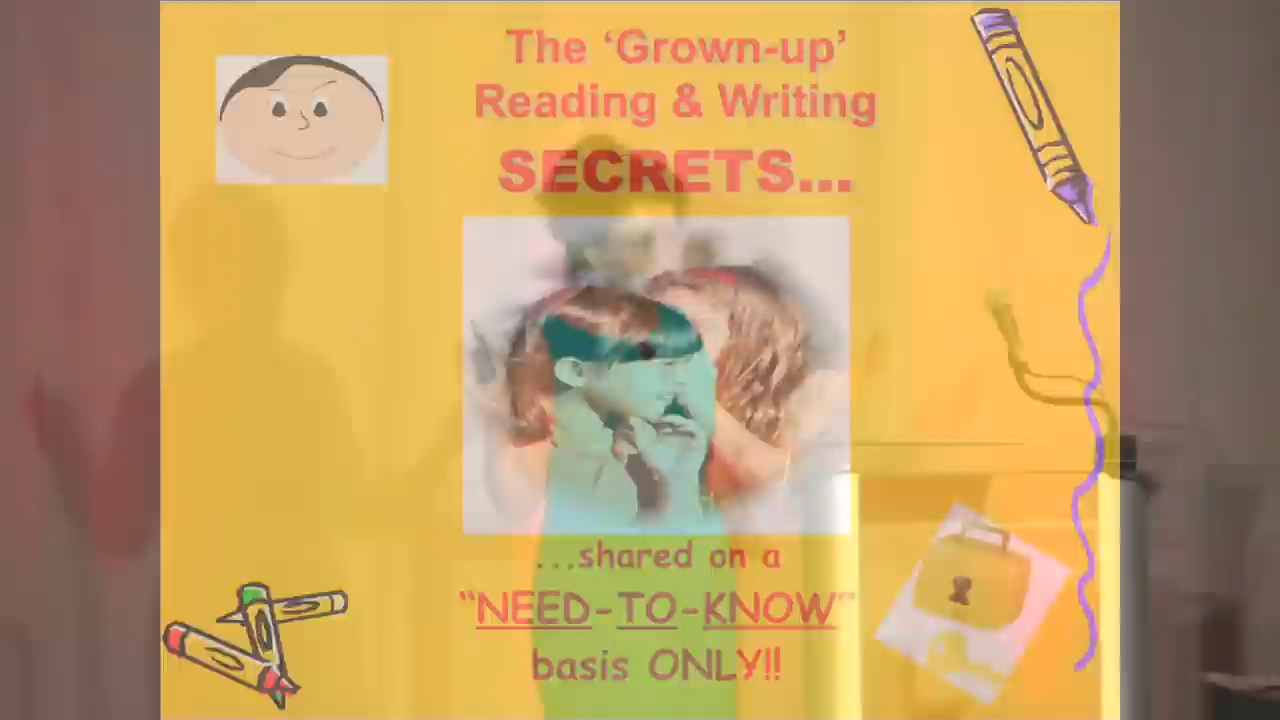 The ‘Grown-up’
Reading & Writing
SECRETS...
...shared on a
“NEED-TO-KNOW”
basis ONLY!!